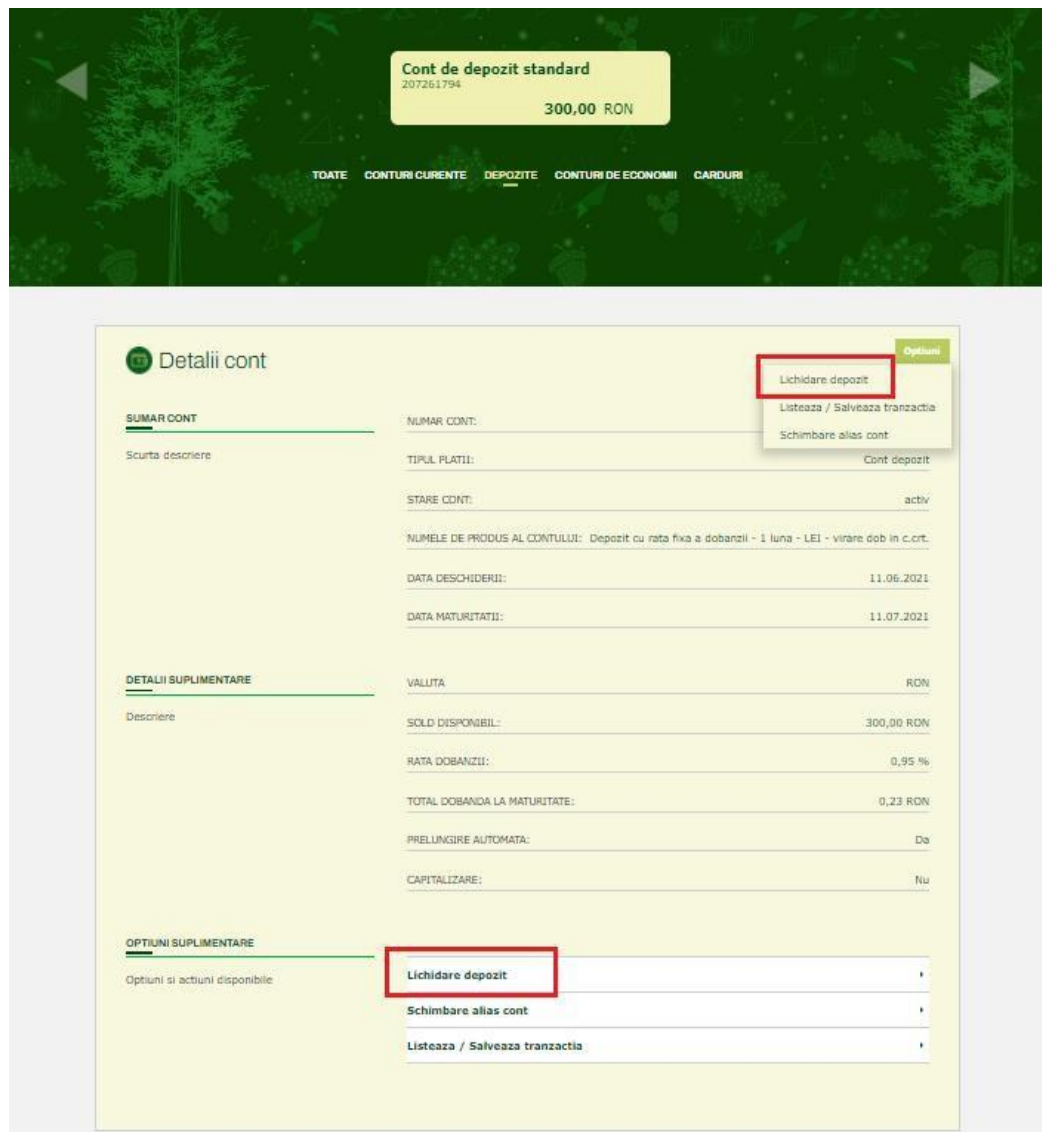 Cont de depozit standard
207261794
300,00 RON
TOATE CONTURI CURENTE DEPOZITE CONTURI DE ECONOMII CARDURI
Detalii cont
Optiuni
Lichidare depozit
Listeaza / Salveaza tranzactia
Schimbare alias cont
SUMAR CONT
Scurta descriere
NUMAR CONT:
TIPUL PLATII: Cont depozit
STARE CONT: activ
NUMELE DE PRODUS AL CONTULUI: Depozit cu rata fixa a dobanzii - 1 luna - LEI - virare dob in c.crt.
DATA DESCHIDERII: 11.06.2021
DATA MATURITATII: 11.07.2021
DETALII SUPLIMENTARE
Descriere
VALUTA RON
SOLD DISPONIBIL: 300,00 RON
RATA DOBANZII: 0,95 %
TOTAL DOBANDA LA MATURITATE: 0,23 RON
PRELUNGIRE AUTOMATA: Da
CAPITALIZARE: Nu
OPTIUNI SUPLIMENTARE
Optiuni si actiuni disponibile
Lichidare depozit
Schimbare alias cont
Listeaza / Salveaza tranzactia